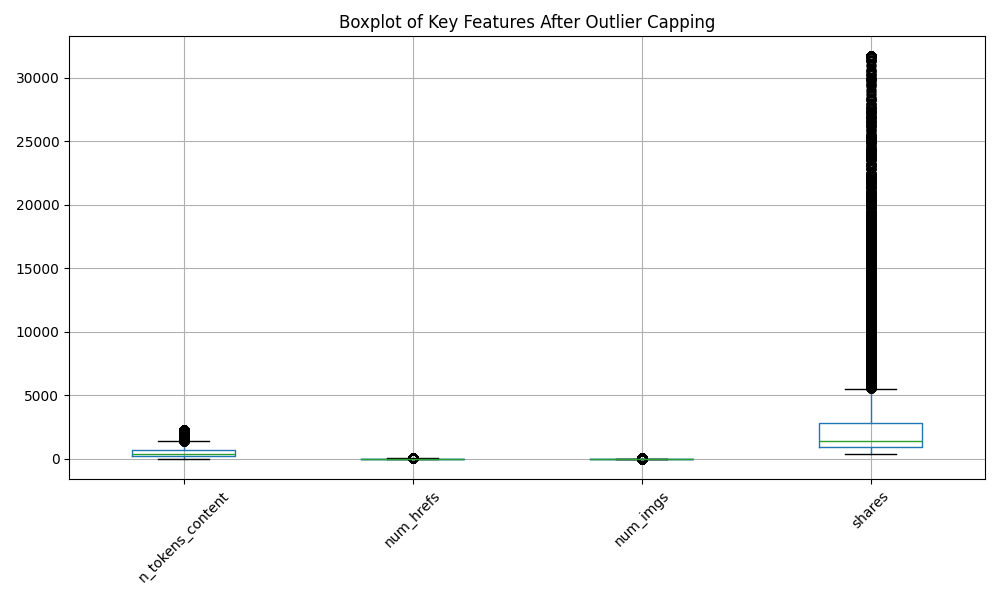 Boxplot of Key Features After Outlier Capping
30000
25000
20000
15000
10000
5000
0
n_tokens_content
num_hrefs
num_imgs
shares